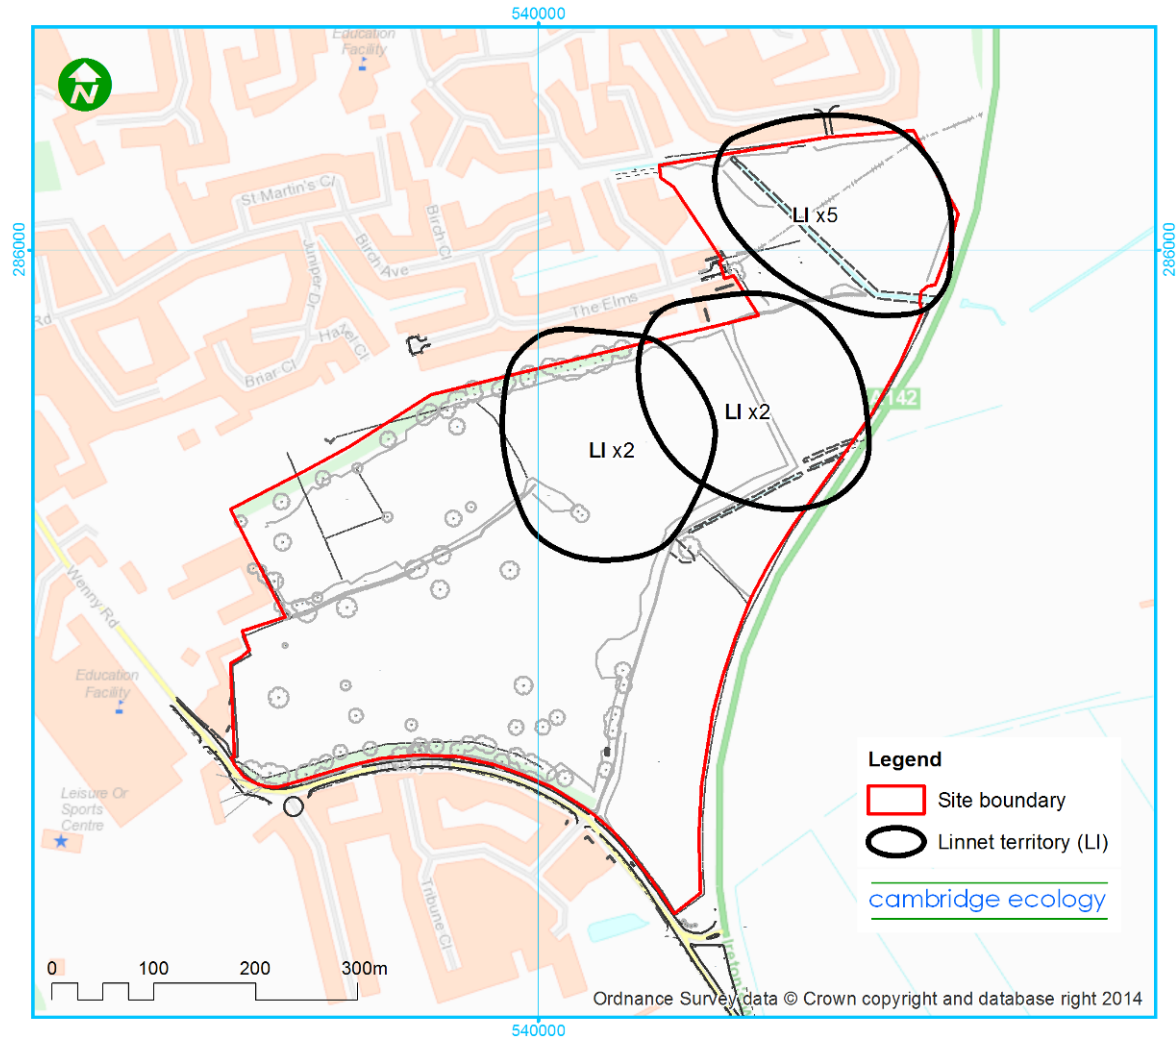 540000
Education
Facility
N
St Martin's Cl
Birch Cl
Birch Ave
Juniper Dr
286000
286000
LI x5
The Elms
Rd
Hazel Cl
Briar Cl
A142
LI x2
LI x2
Wenny Rd
Education
Facility
Leisure Or
Sports
Centre
Tribune Cl
Legend
Site boundary
Linnet territory (LI)
cambridge ecology
0 100 200 300m
Ordnance Survey data © Crown copyright and database right 2014
540000